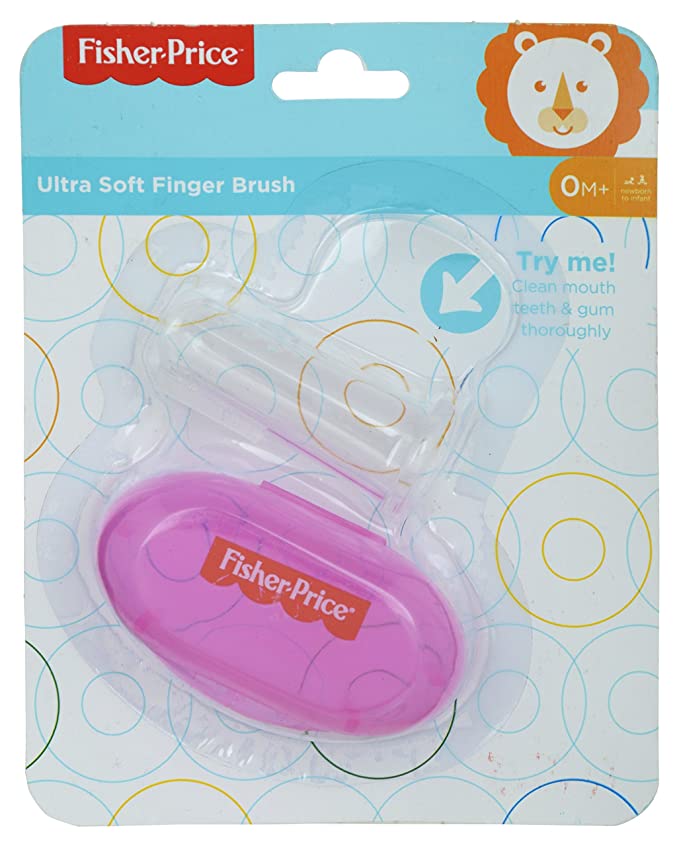 Fisher-Price
Ultra Soft Finger Brush
0M+
newborn
to infant
Try me!
Clean mouth
teeth & gum
thoroughly
Fisher-Price